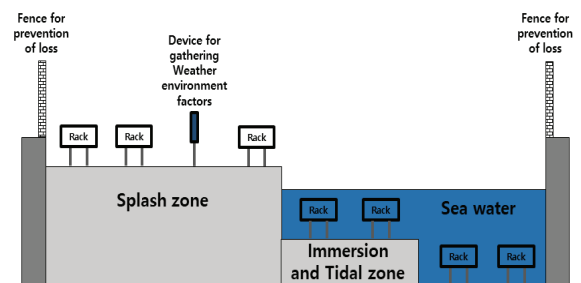 Fence for
prevention
of loss
Device for
gathering
Weather
environment
factors
Fence for
prevention
of loss
Rack
Rack
Rack
Splash zone
Rack
Rack
Sea water
Immersion
and Tidal zone
Rack
Rack